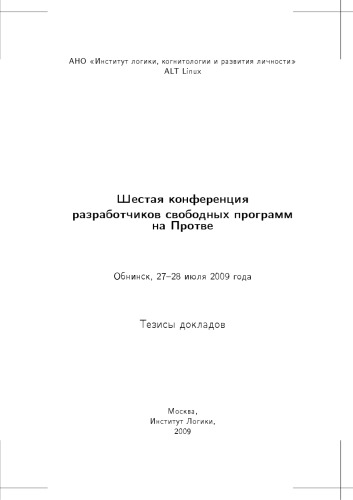 АНО «Институт логики, когнитологии и развития личности»
ALT Linux
Шестая конференция
разработчиков свободных программ
на Протве
Обнинск, 27–28 июля 2009 года
Тезисы докладов
Москва,
Институт Логики,
2009